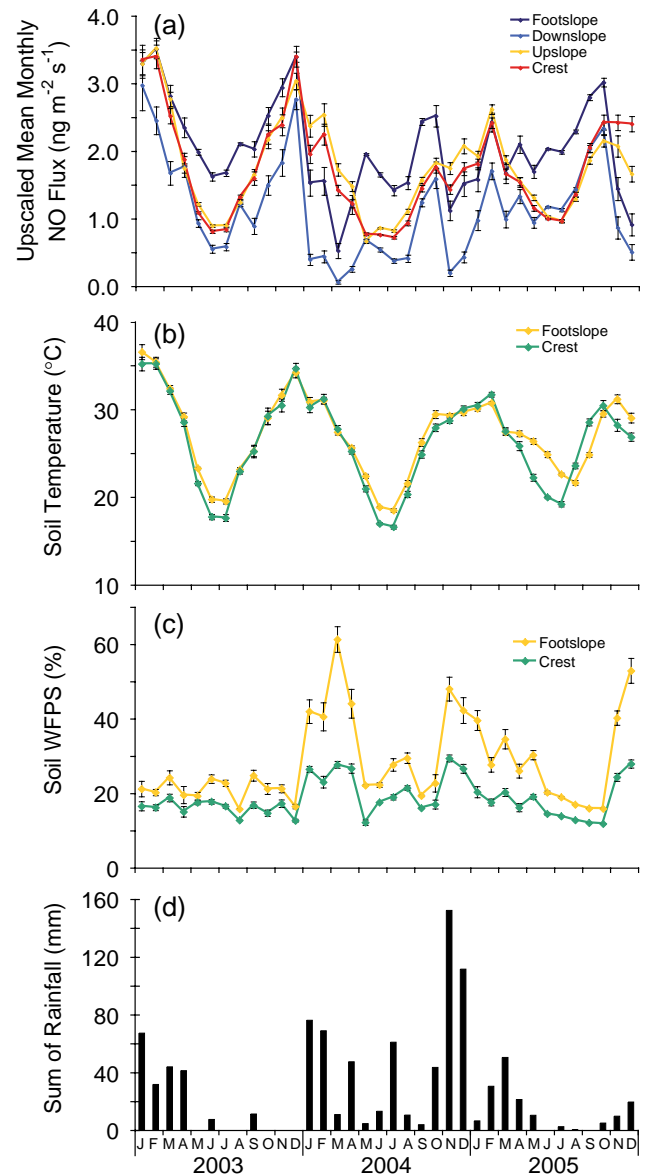 (a)
Footslope
Downslope
Upslope
Crest
Upscaled Mean Monthly
NO Flux (ng m⁻² s⁻¹)
4.0
3.0
2.0
1.0
0.0
(b)
Footslope
Crest
Soil Temperature (°C)
40
30
20
10
(c)
Footslope
Crest
Soil WFPS (%)
60
40
20
0
(d)
Sum of Rainfall (mm)
160
120
80
40
0
J F M A M J J A S O N D J F M A M J J A S O N D J F M A M J J A S O N D
2003 2004 2005